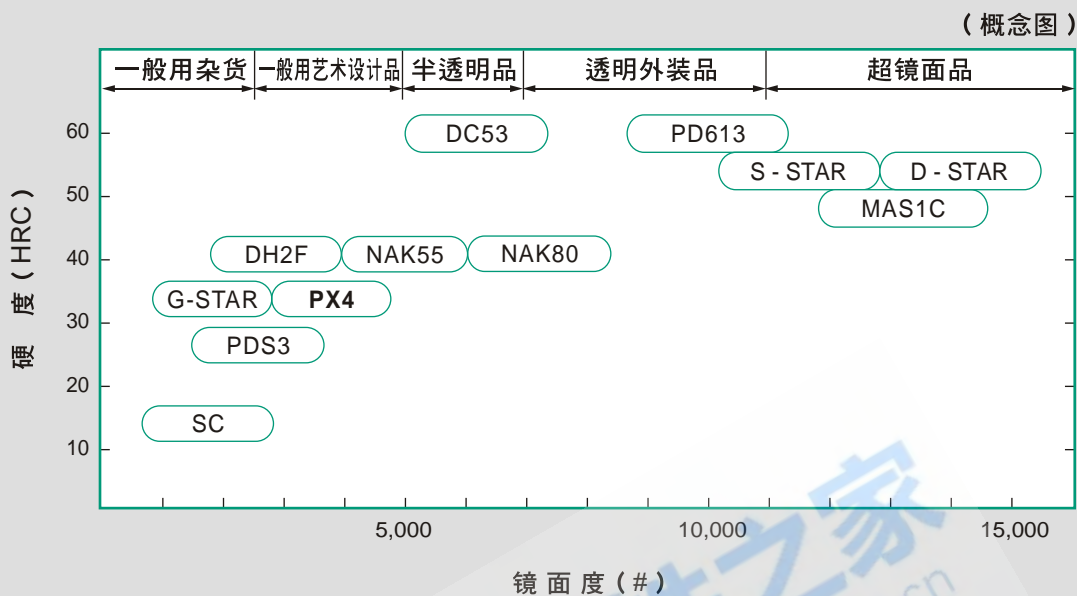 (概念图)
一般用杂货 一般用艺术设计品 半透明品 透明外装品 超镜面品
60 DC53 PD613
S - STAR D - STAR
50 MAS1C
40 DH2F NAK55 NAK80
G-STAR PX4
30
PDS3
20
SC
10
硬 度(HRC)
5,000 10,000 15,000
镜面度(#)
之家
cn